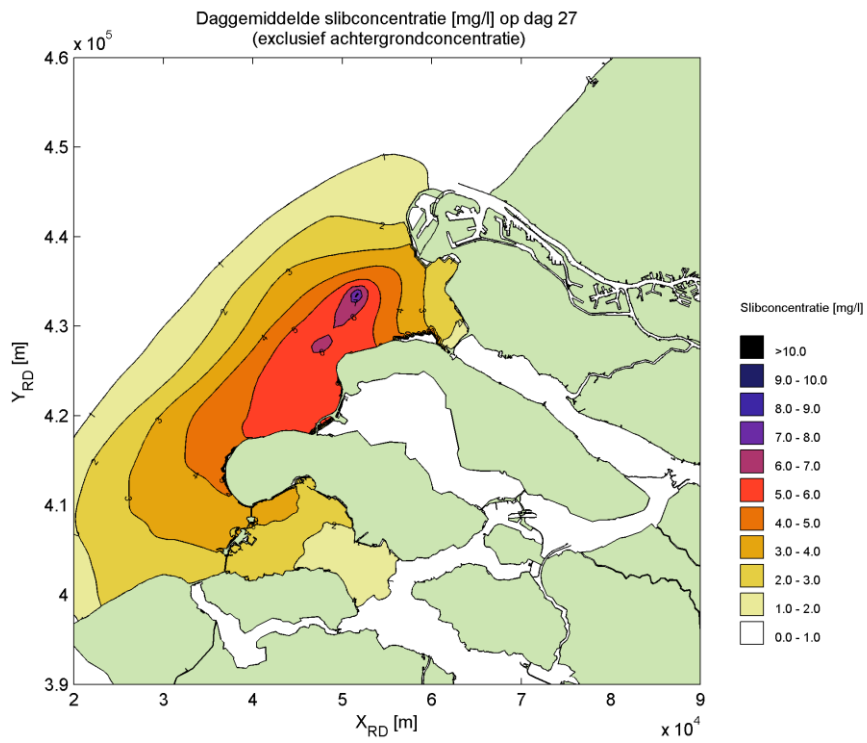 Daggemiddelde slibconcentratie [mg/l] op dag 27
(exclusief achtergrondconcentratie)
x 10⁵
4.6
4.5
4.4
4.3
4.2
4.1
4
3.9
Y_RD [m]
2
3
4
5
6
7
8
9
X_RD [m]
x 10⁴
Slibconcentratie [mg/l]
>10.0
9.0 - 10.0
8.0 - 9.0
7.0 - 8.0
6.0 - 7.0
5.0 - 6.0
4.0 - 5.0
3.0 - 4.0
2.0 - 3.0
1.0 - 2.0
0.0 - 1.0